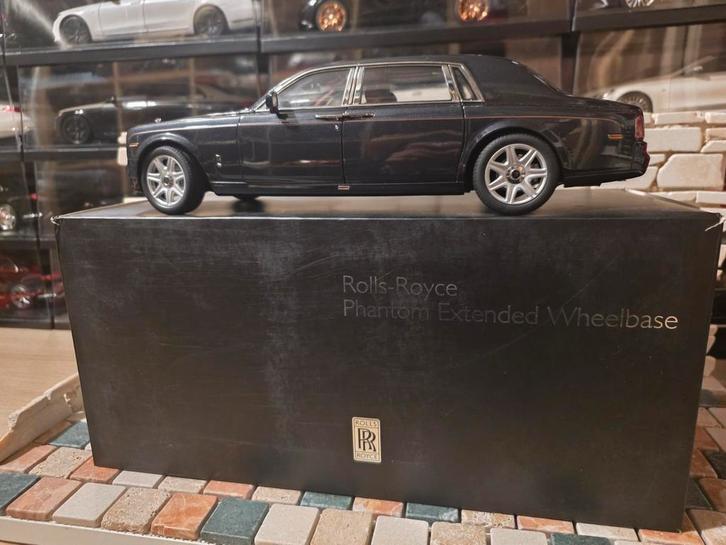 Rolls-Royce
Phantom Extended Wheelbase
ROLLS
RR
ROYCE